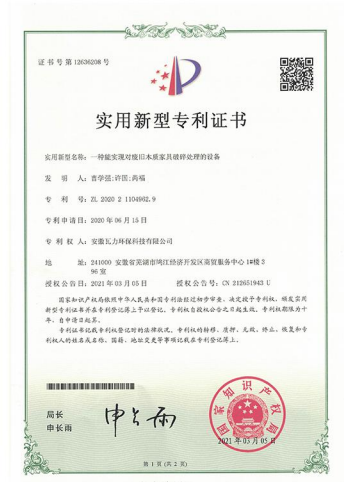 证书号第12636208号
实用新型专利证书
实用新型名称：一种能实现对废旧木质家具破碎处理的设备
发 明 人：曹学强;许国;芮福
专 利 号：ZL 2020 2 1104962.9
专利申请日：2020年06月15日
专 利 权 人：安徽瓦力环保科技有限公司
地 址：241000 安徽省芜湖市鸠江经济开发区商贸服务中心1#楼3
96室
授权公告日：2021年03月05日 授权公告号：CN 212651943 U
国家知识产权局依照中华人民共和国专利法经过初步审查，决定授予专利权，颁发实用
新型专利证书并在专利登记簿上予以登记。专利权自授权公告之日起生效。专利权期限为十
年，自申请日起算。
专利证书记载专利权登记时的法律状况。专利权的转移、质押、无效、终止、恢复和专
利权人的姓名或名称、国籍、地址变更等事项记载在专利登记簿上。
局长
申长雨
申长雨
国家知识产权局
2021年03月05日
第 1 页 (共 2 页)